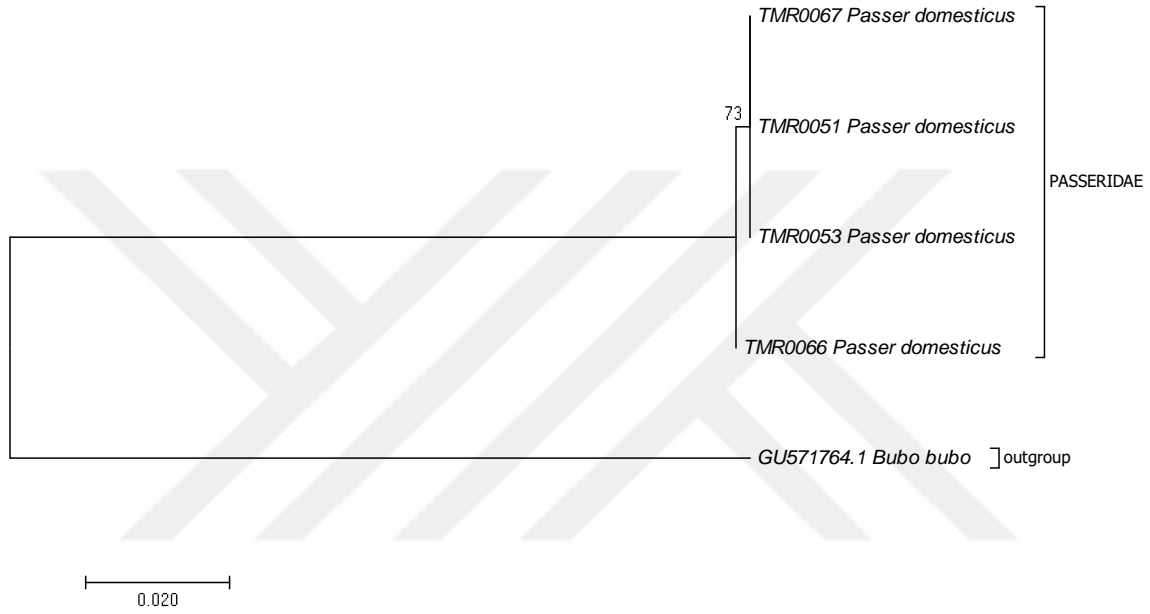 TMR0067 Passer domesticus
73
TMR0051 Passer domesticus
PASSERIDAE
TMR0053 Passer domesticus
TMR0066 Passer domesticus
GU571764.1 Bubo bubo
outgroup
0.020